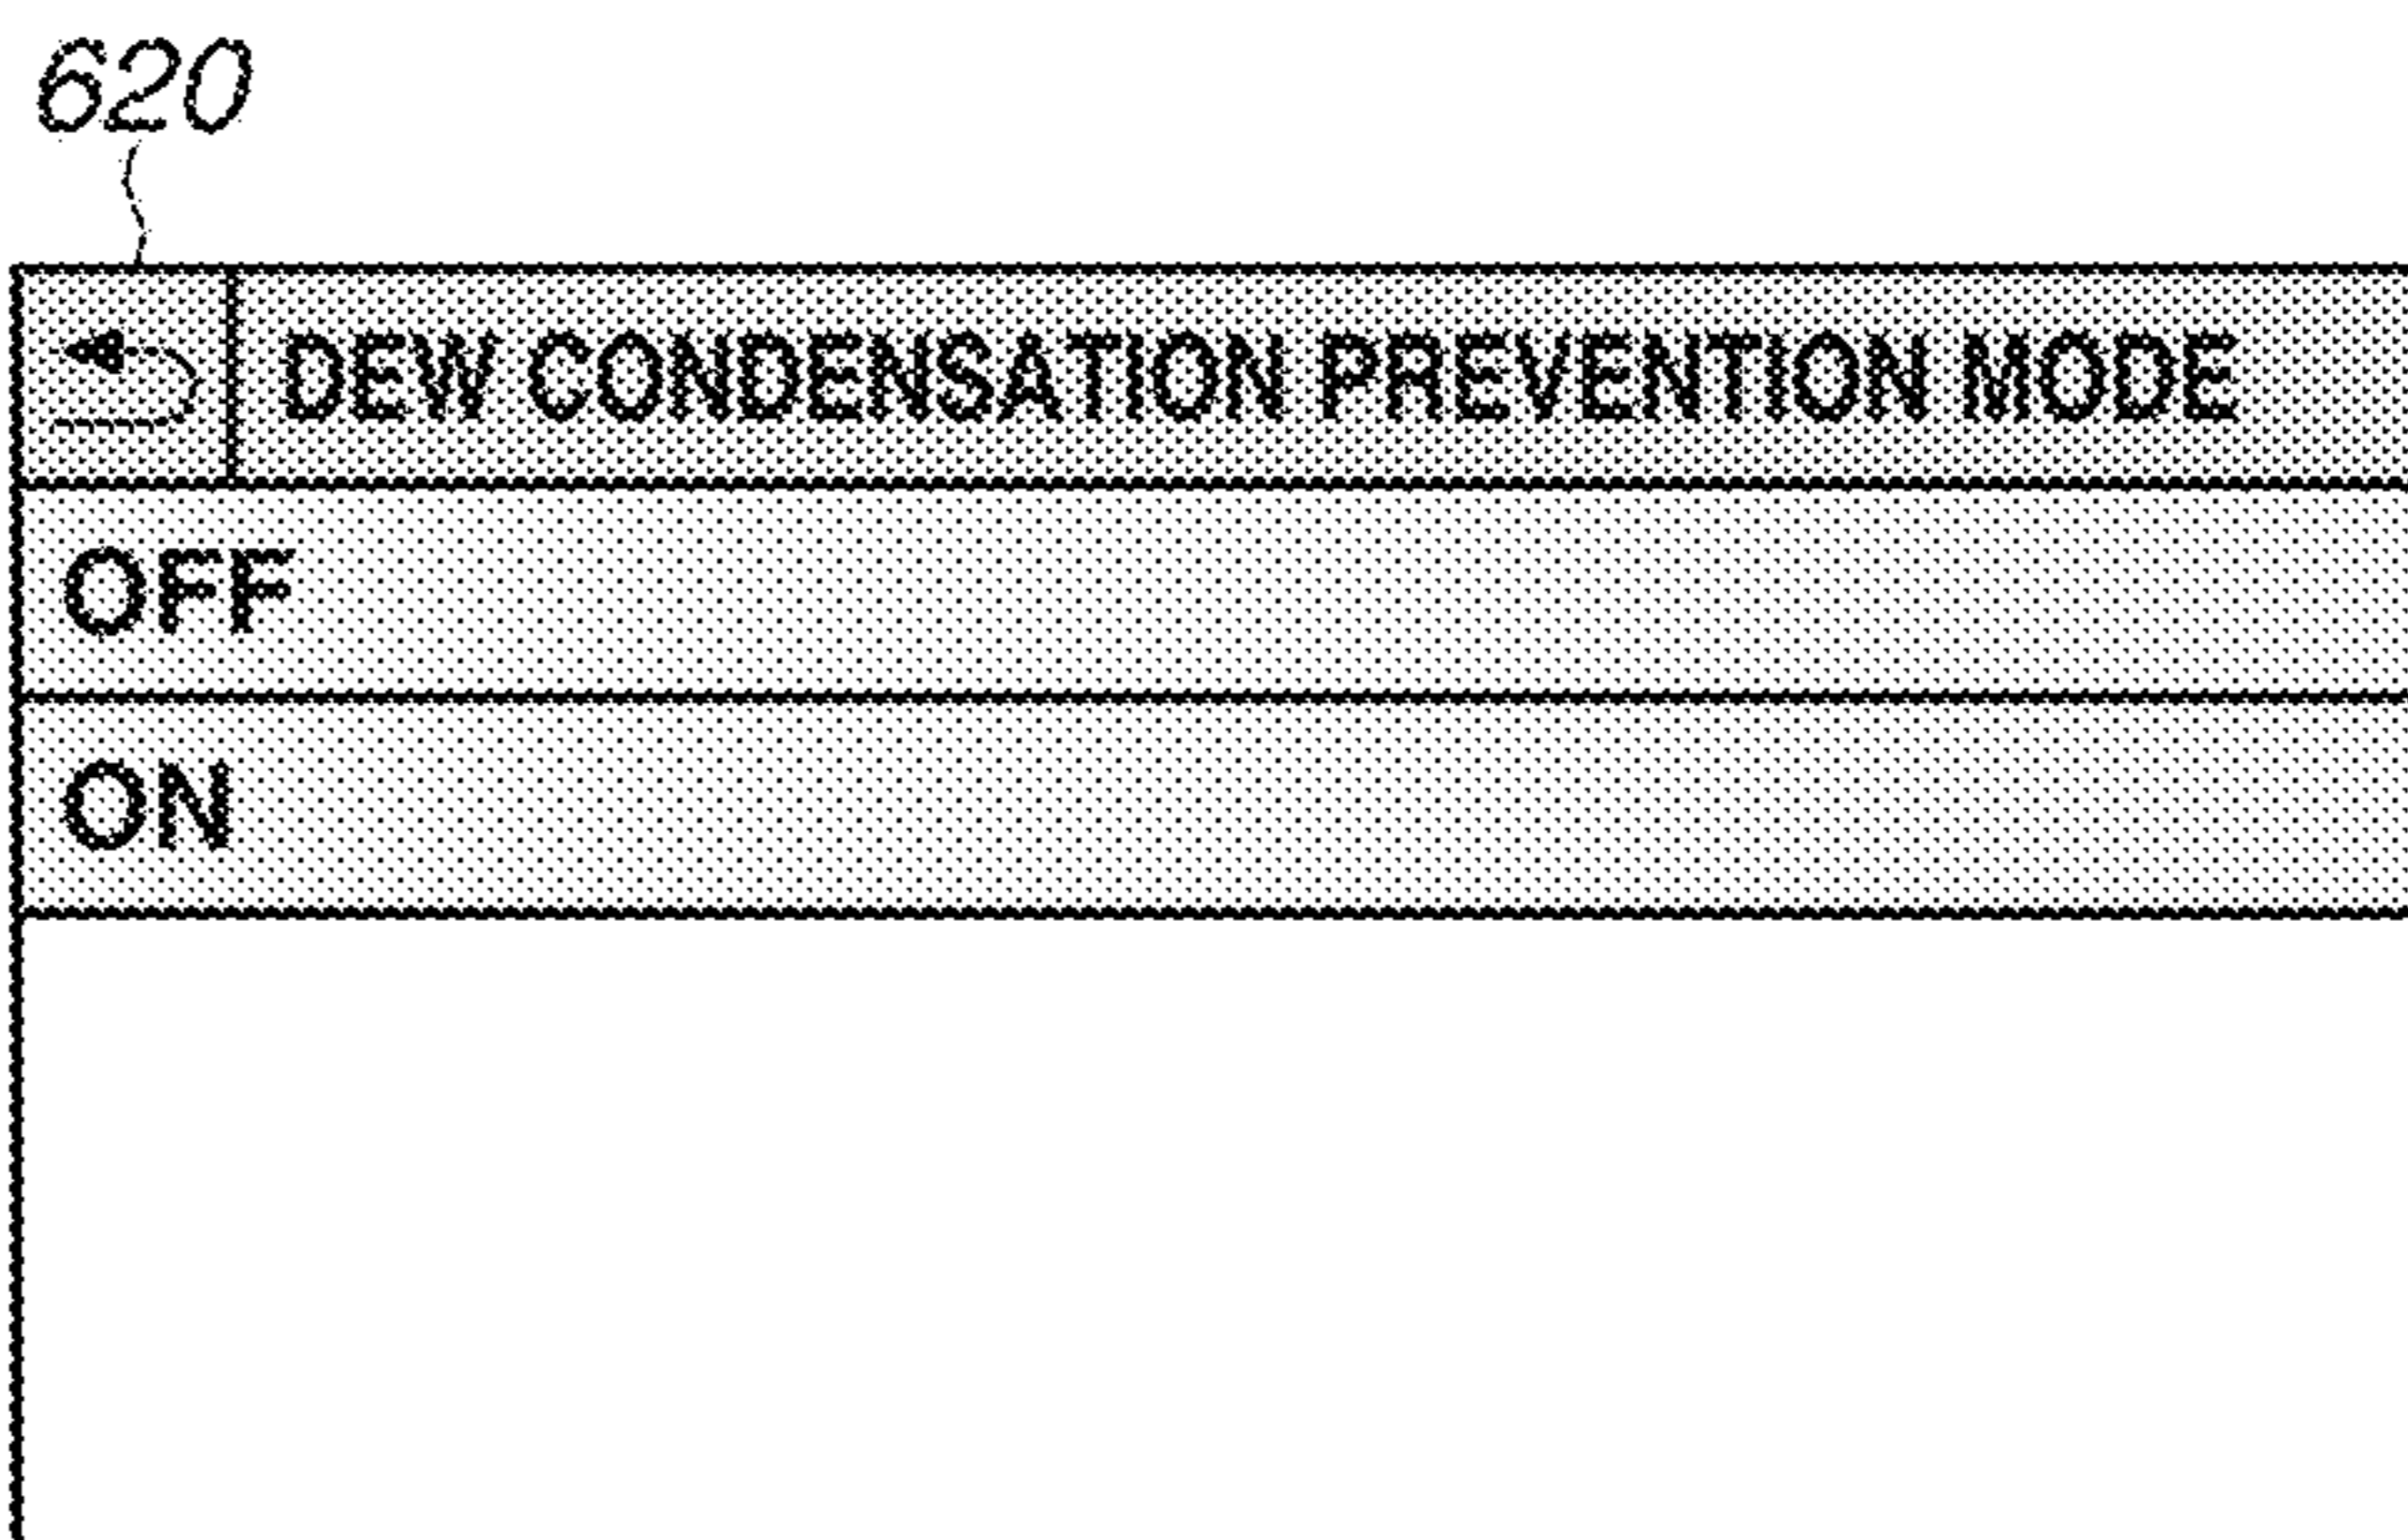 620
DEW CONDENSATION PREVENTION MODE
OFF
ON